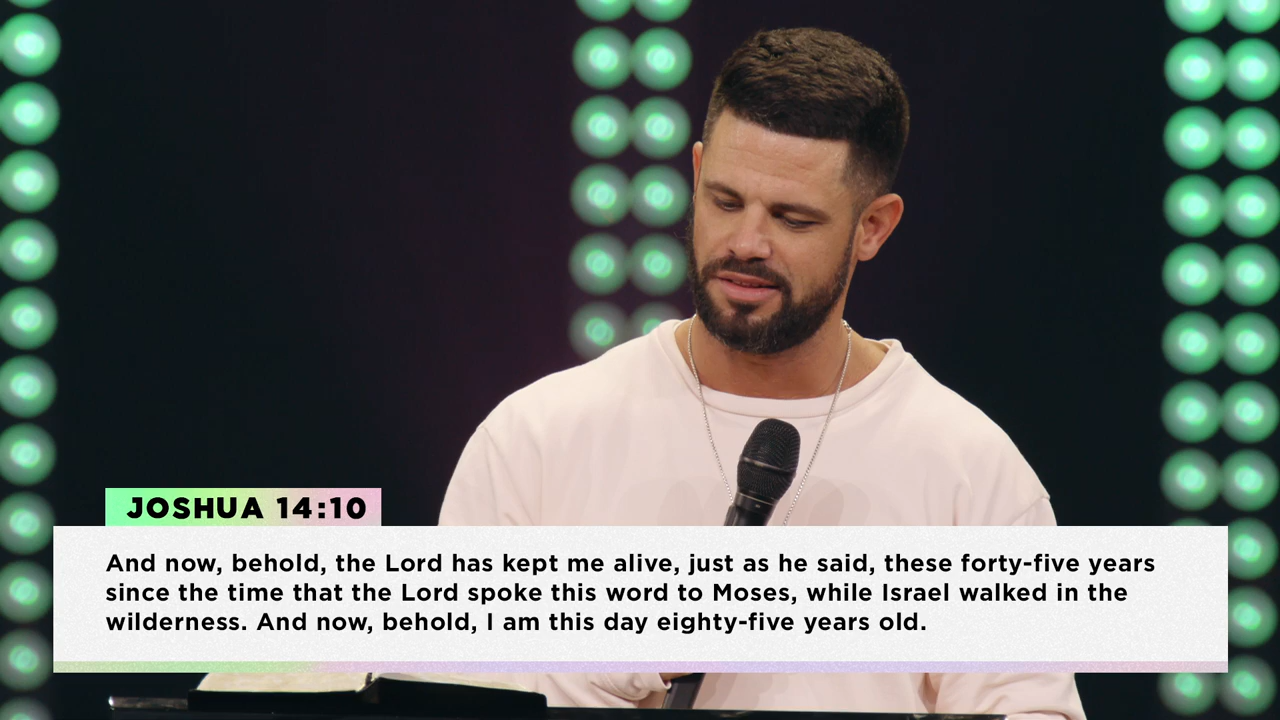 JOSHUA 14:10
And now, behold, the Lord has kept me alive, just as he said, these forty-five years
since the time that the Lord spoke this word to Moses, while Israel walked in the
wilderness. And now, behold, I am this day eighty-five years old.